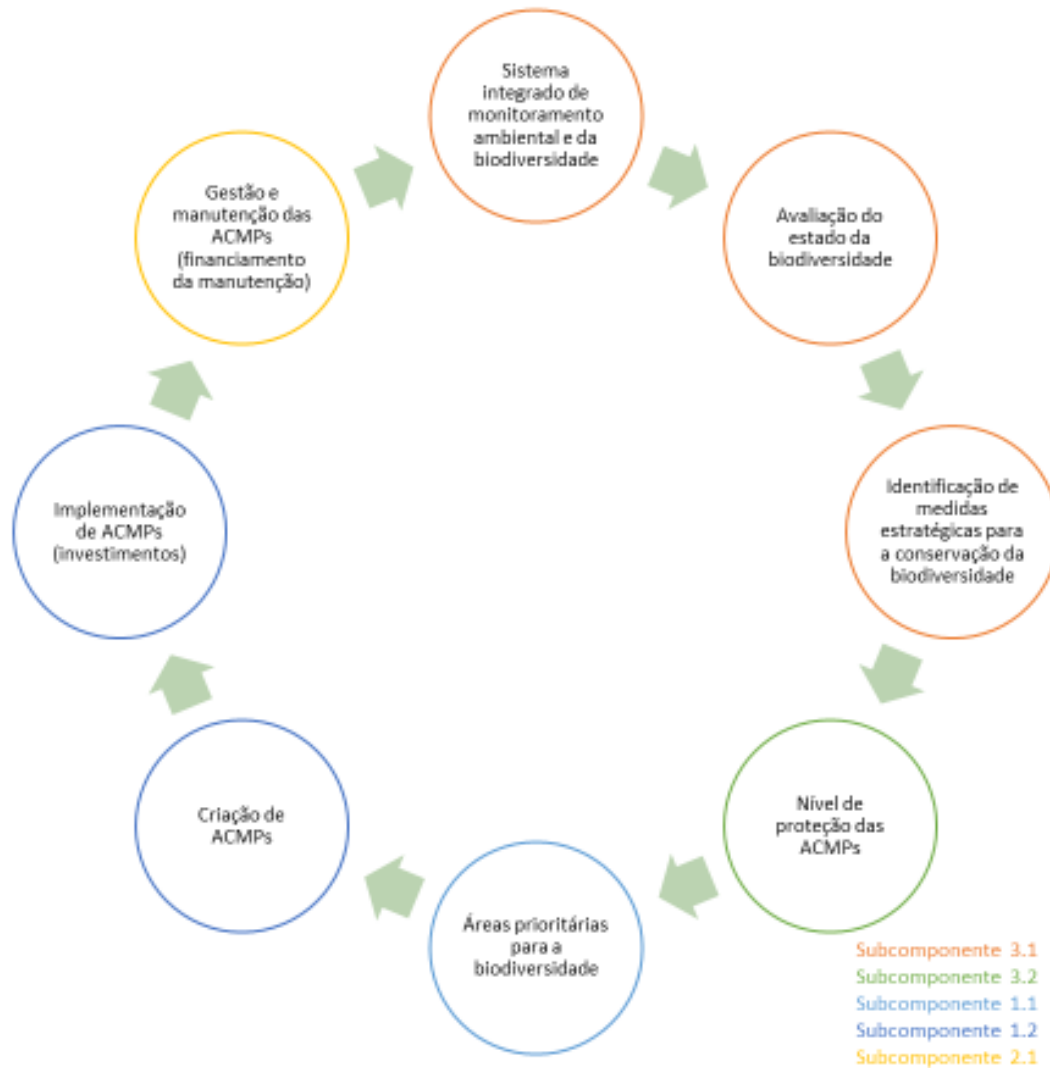 Sistema
integrado de
monitoramento
ambiental e da
biodiversidade
Avaliação do
estado da
biodiversidade
Identificação de
medidas
estratégicas para
a conservação da
biodiversidade
Nível de
proteção das
ACMPs
Áreas prioritárias
para a
biodiversidade
Criação de
ACMPs
Implementação
de ACMPs
(investimentos)
Gestão e
manutenção das
ACMPs
(financiamento
da manutenção)
Subcomponente 3.1
Subcomponente 3.2
Subcomponente 1.1
Subcomponente 1.2
Subcomponente 2.1